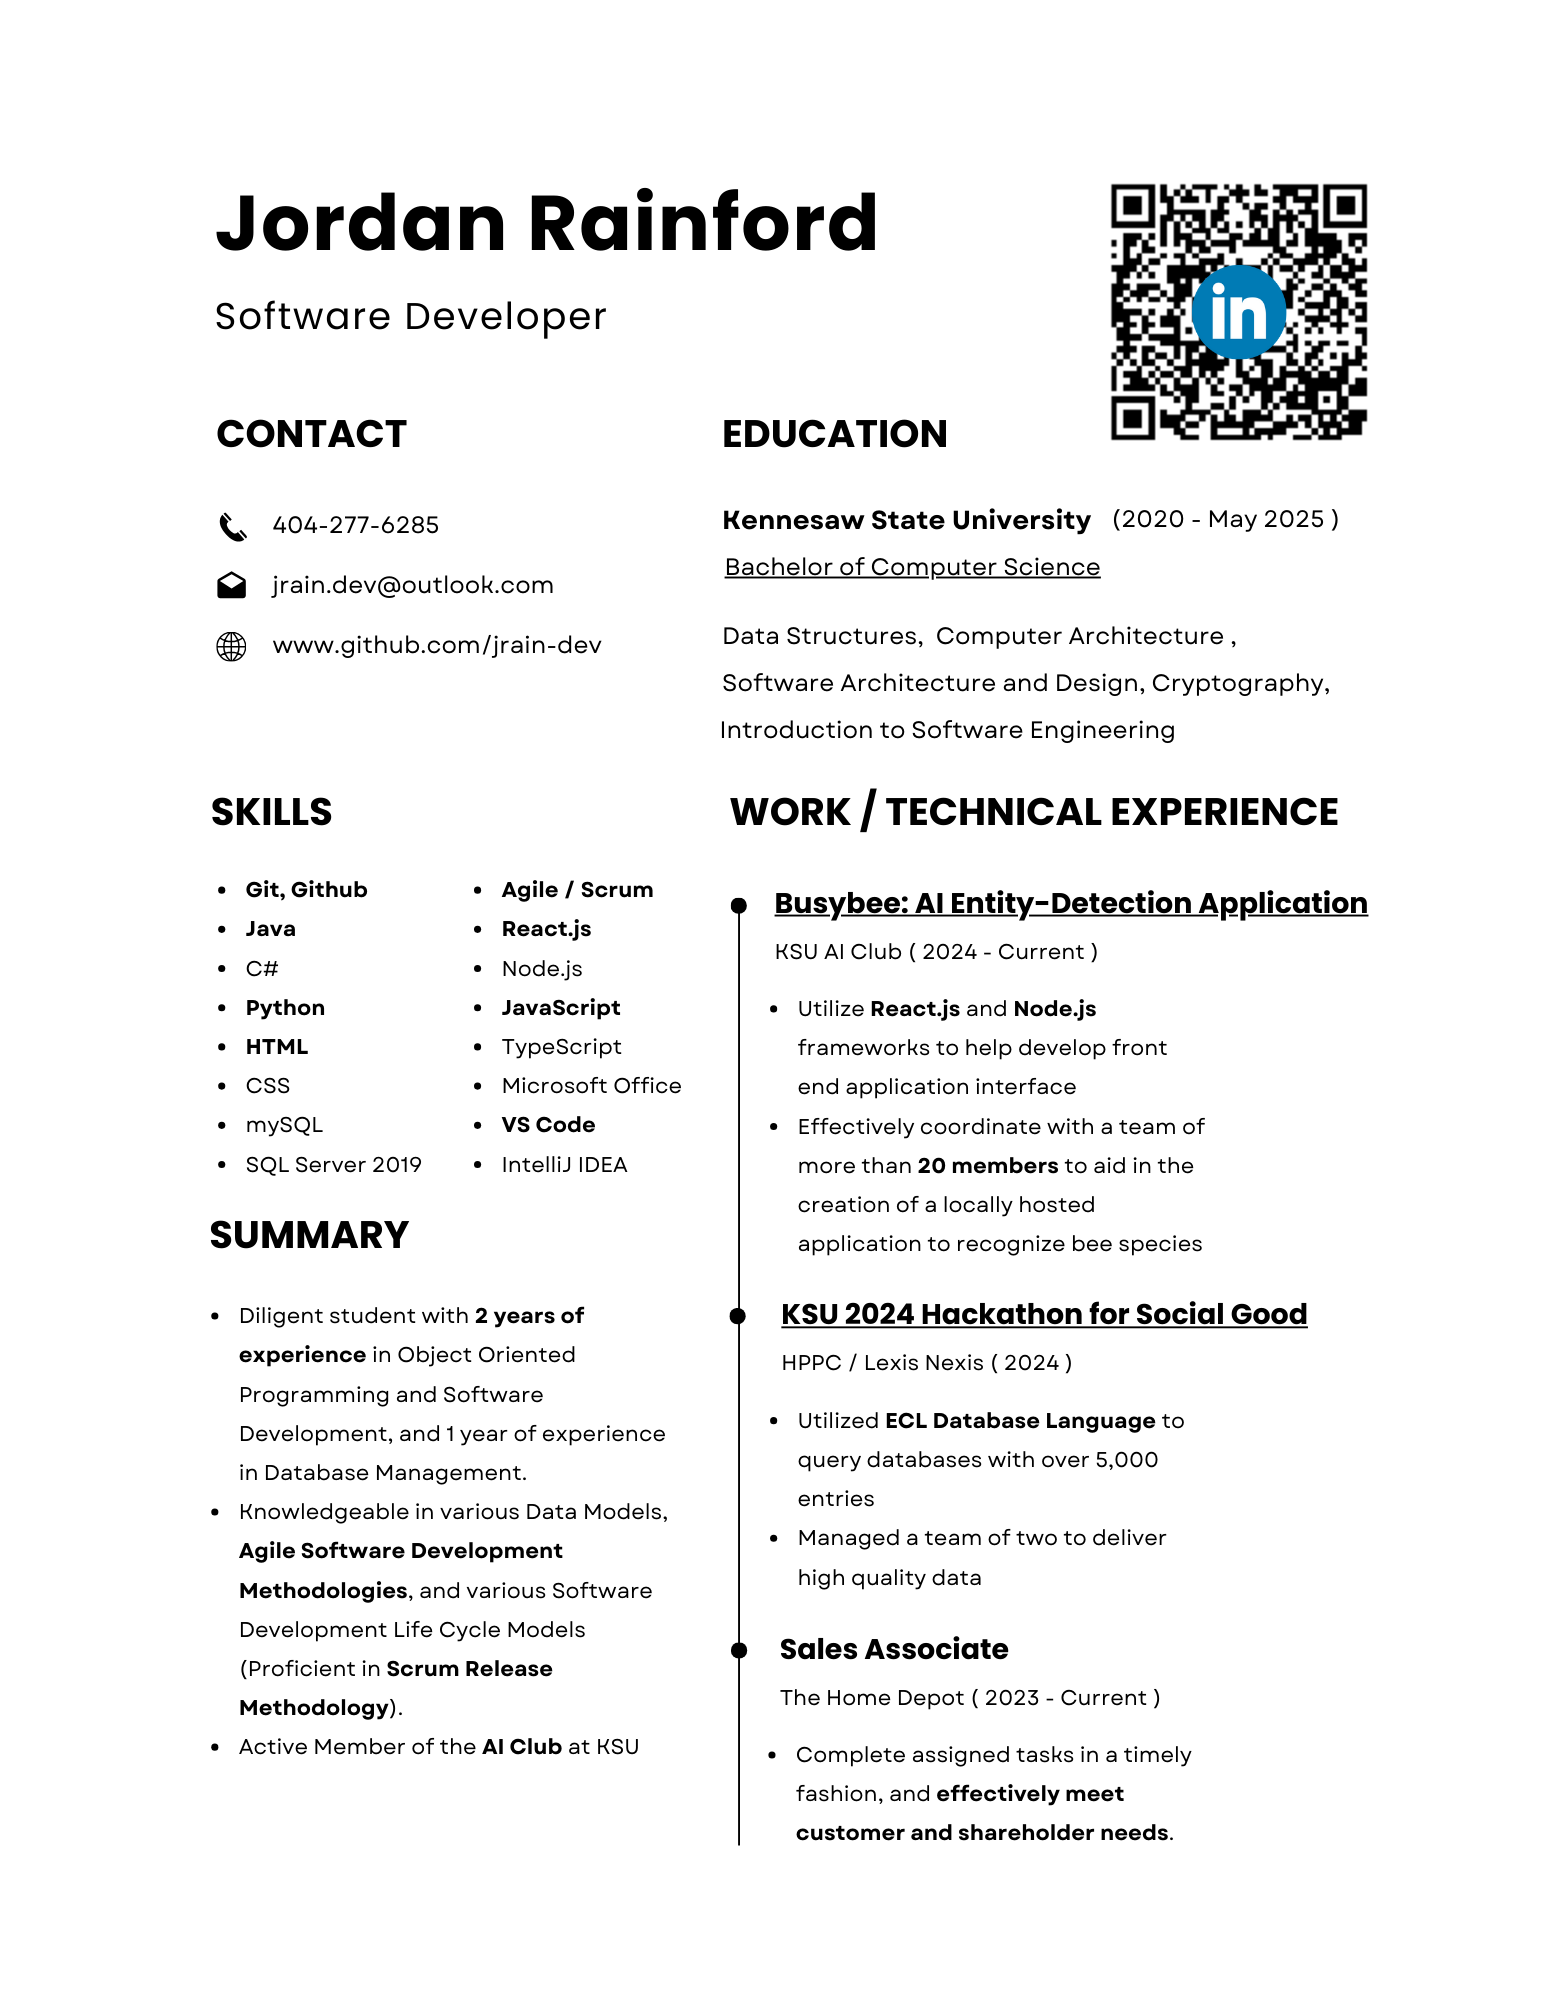 Jordan Rainford
Software Developer
in
CONTACT
404-277-6285
jrain.dev@outlook.com
www.github.com/jrain-dev
EDUCATION
Kennesaw State University (2020 - May 2025 )
Bachelor of Computer Science
Data Structures, Computer Architecture ,
Software Architecture and Design, Cryptography,
Introduction to Software Engineering
SKILLS
• Git, Github
• Java
• C#
• Python
• HTML
• CSS
• mySQL
• SQL Server 2019
• Agile / Scrum
• React.js
• Node.js
• JavaScript
• TypeScript
• Microsoft Office
• VS Code
• IntelliJ IDEA
SUMMARY
• Diligent student with 2 years of
experience in Object Oriented
Programming and Software
Development, and 1 year of experience
in Database Management.
• Knowledgeable in various Data Models,
Agile Software Development
Methodologies, and various Software
Development Life Cycle Models
(Proficient in Scrum Release
Methodology).
• Active Member of the AI Club at KSU
WORK / TECHNICAL EXPERIENCE
Busybee: AI Entity-Detection Application
KSU AI Club ( 2024 - Current )
• Utilize React.js and Node.js
frameworks to help develop front
end application interface
• Effectively coordinate with a team of
more than 20 members to aid in the
creation of a locally hosted
application to recognize bee species
KSU 2024 Hackathon for Social Good
HPPC / Lexis Nexis ( 2024 )
• Utilized ECL Database Language to
query databases with over 5,000
entries
• Managed a team of two to deliver
high quality data
Sales Associate
The Home Depot ( 2023 - Current )
• Complete assigned tasks in a timely
fashion, and effectively meet
customer and shareholder needs.